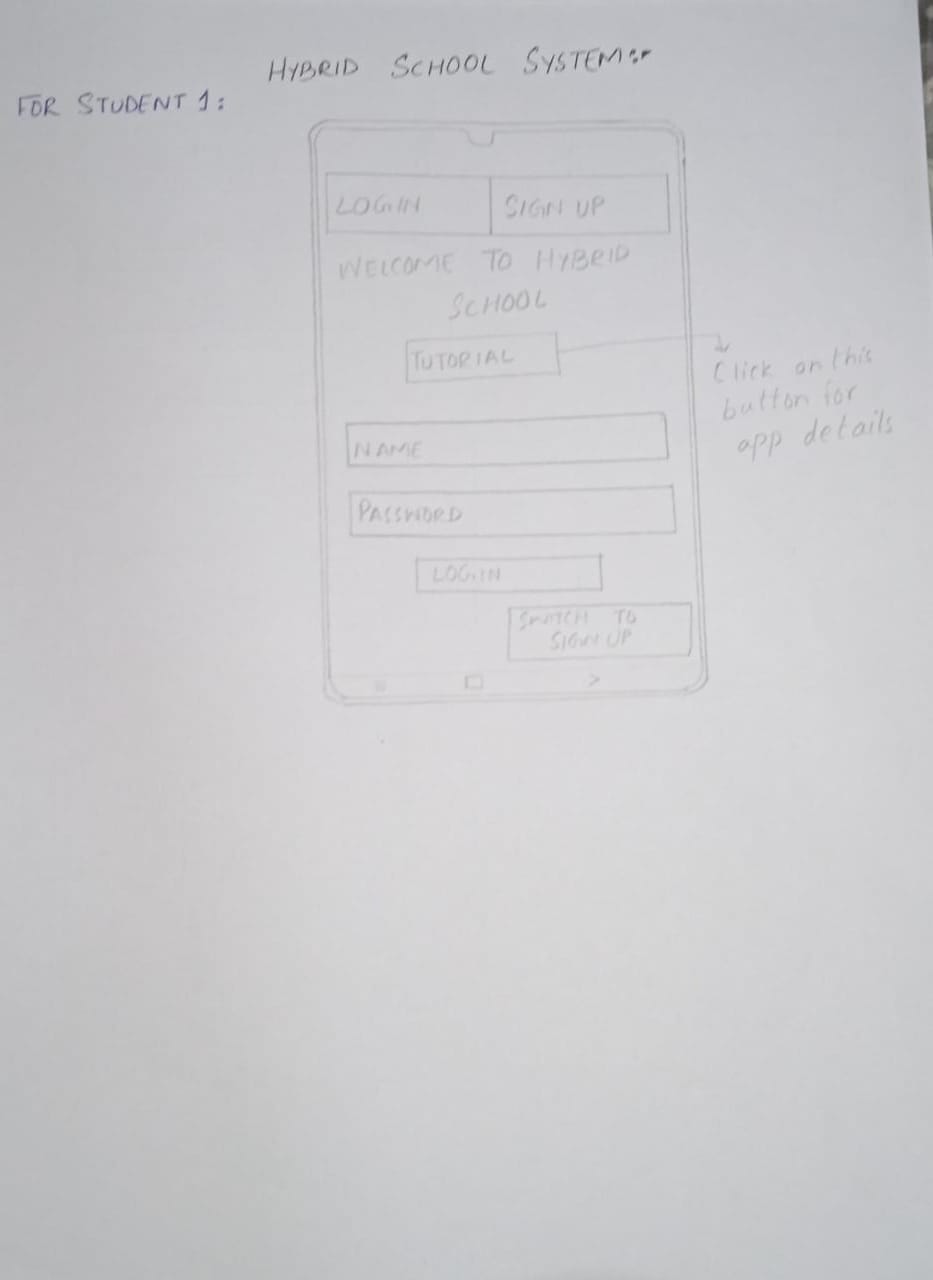 HYBRID SCHOOL SYSTEM:-
FOR STUDENT 1:
LOGIN
SIGN UP
WELCOME TO HYBRID
SCHOOL
TUTORIAL
Click on this
button for
app details
NAME
PASSWORD
LOGIN
SWITCH TO
SIGN UP